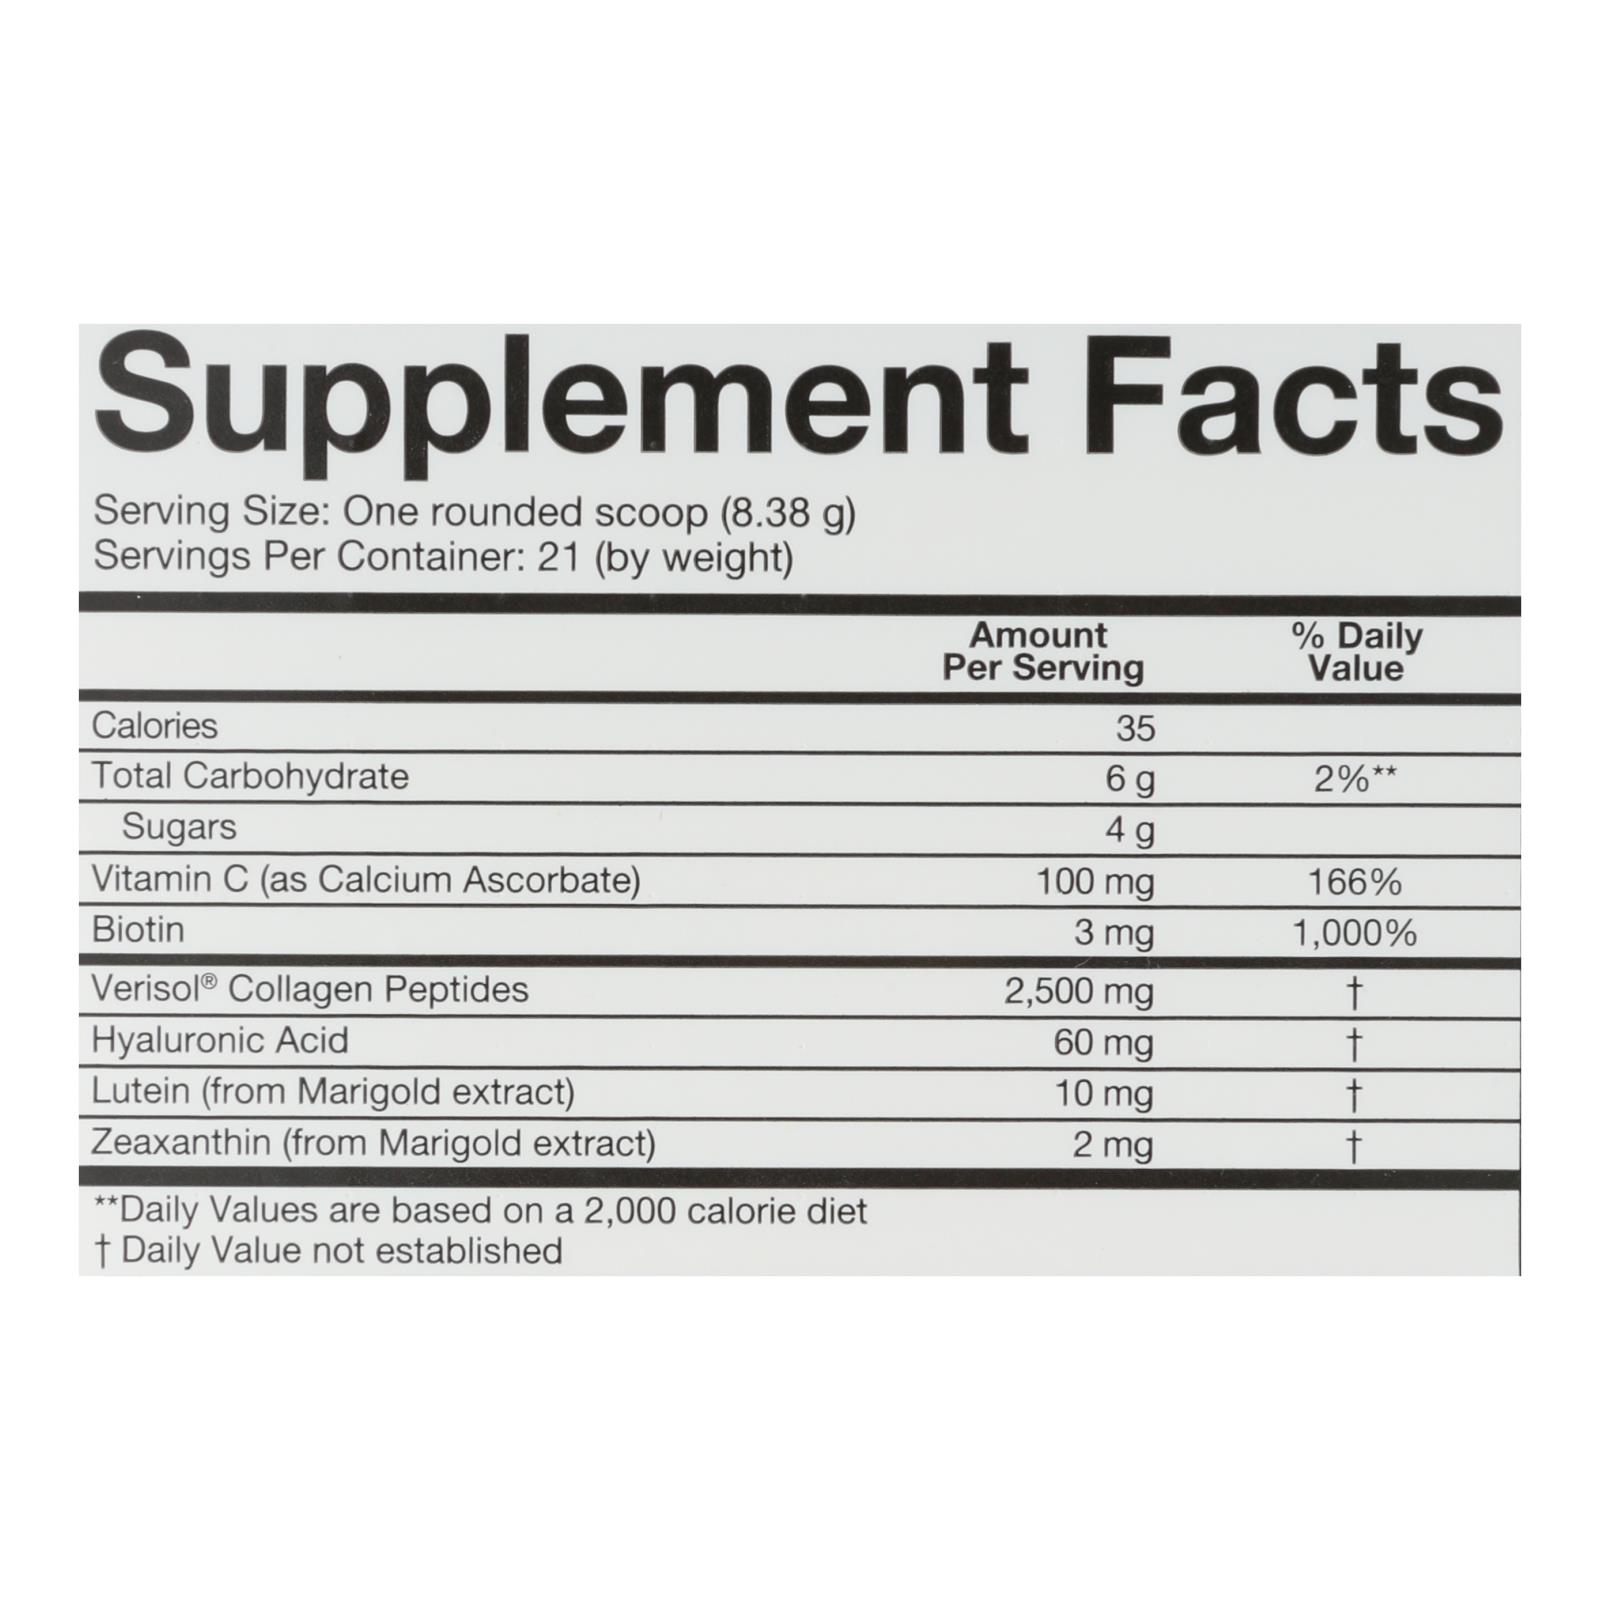 Supplement Facts
Serving Size: One rounded scoop (8.38 g)
Servings Per Container: 21 (by weight)
Amount Per Serving % Daily Value
Calories 35
Total Carbohydrate 6 g 2%**
Sugars 4 g
Vitamin C (as Calcium Ascorbate) 100 mg 166%
Biotin 3 mg 1,000%
Verisol® Collagen Peptides 2,500 mg †
Hyaluronic Acid 60 mg †
Lutein (from Marigold extract) 10 mg †
Zeaxanthin (from Marigold extract) 2 mg †
**Daily Values are based on a 2,000 calorie diet
† Daily Value not established